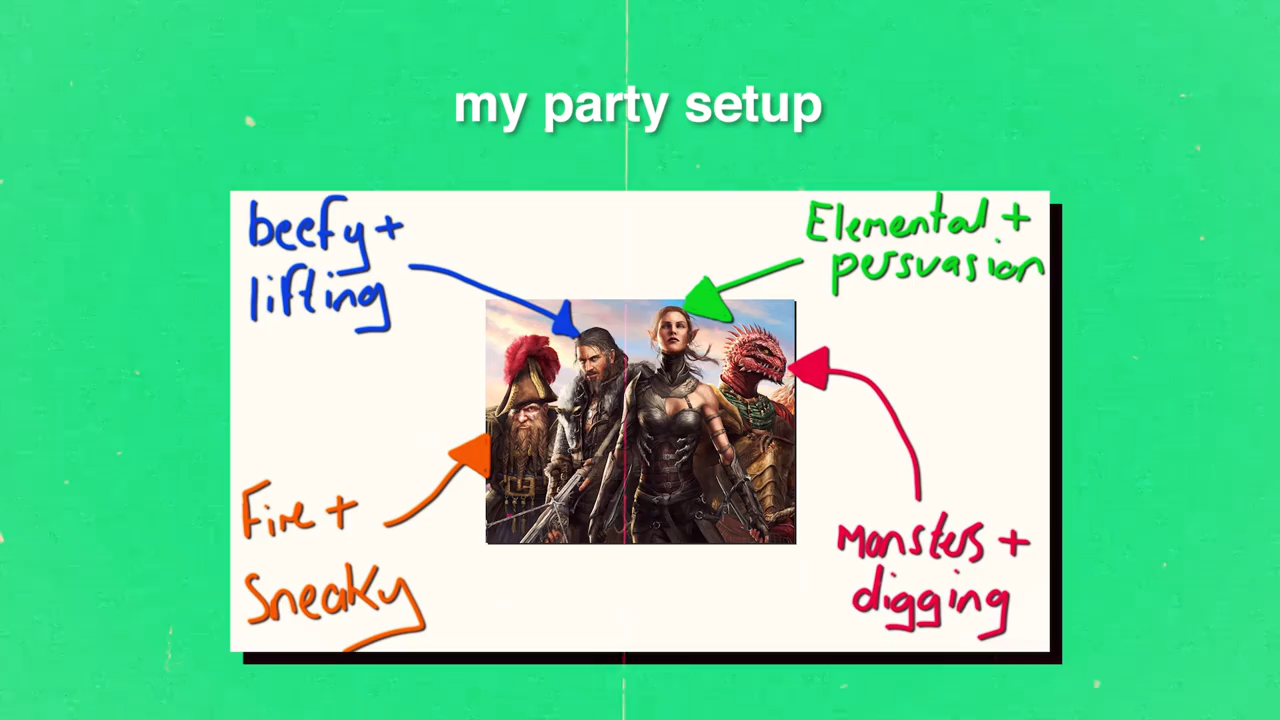 my party setup
beefy +
lifting
Elemental +
persuasion
Fire +
Sneaky
Monsters +
digging